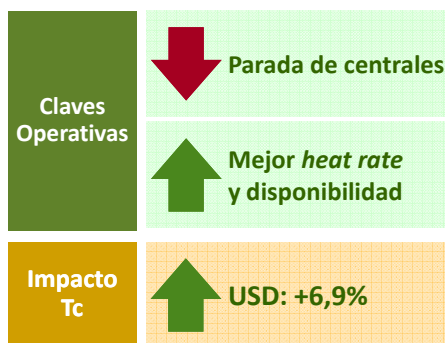 Claves
Operativas
Parada de centrales
Mejor heat rate
y disponibilidad
Impacto
Tc
USD: +6,9%